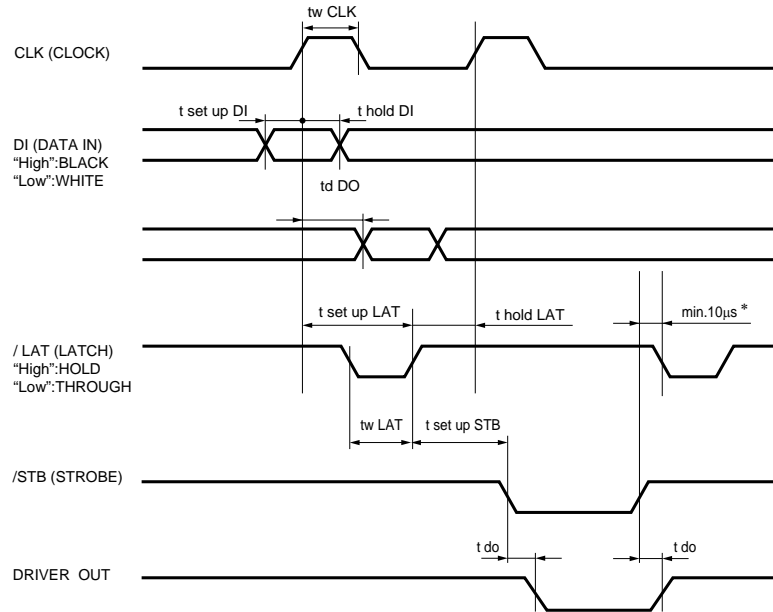 tw CLK
CLK (CLOCK)
t set up DI
t hold DI
DI (DATA IN)
“High”:BLACK
“Low”:WHITE
td DO
t set up LAT
t hold LAT
min.10μs *
/ LAT (LATCH)
“High”:HOLD
“Low”:THROUGH
tw LAT
t set up STB
/STB (STROBE)
t do
t do
DRIVER OUT